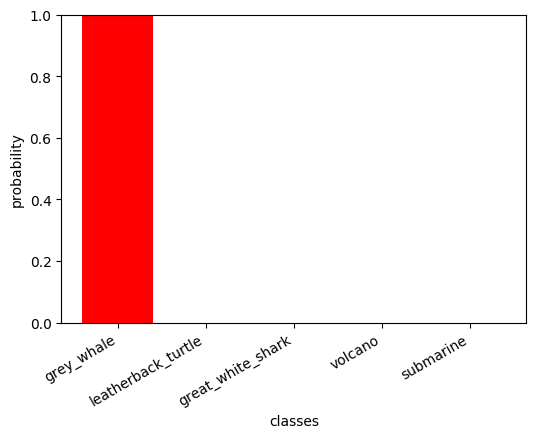 1.0
0.8
0.6
0.4
0.2
0.0
probability
grey_whale
leatherback_turtle
great_white_shark
volcano
submarine
classes